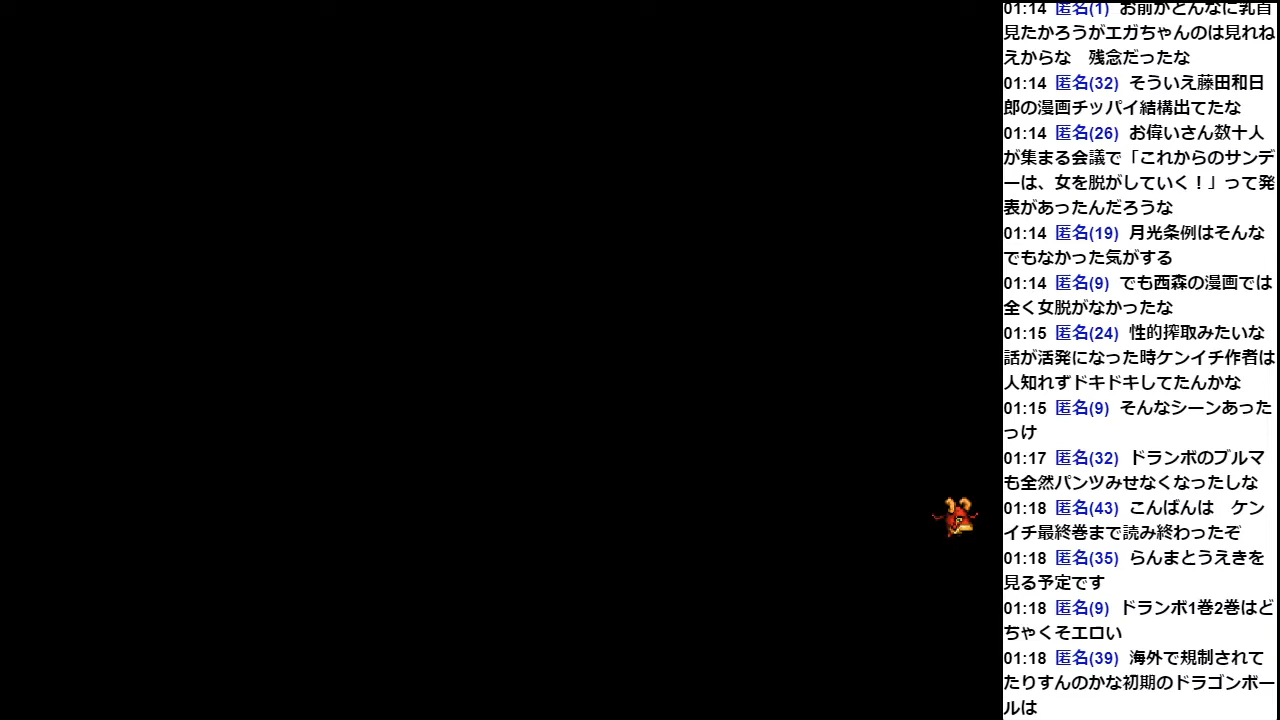 01:14 匿名(1) お前がどんなに乳首
見たかろうがエガちゃんのは見れね
えからな　残念だったな
01:14 匿名(32) そういえ藤田和日
郎の漫画チッパイ結構出てたな
01:14 匿名(26) お偉いさん数十人
が集まる会議で「これからのサンデ
ーは、女を脱がしていく！」って発
表があったんだろうな
01:14 匿名(19) 月光条例はそんな
でもなかった気がする
01:14 匿名(9) でも西森の漫画では
全く女脱がなかったな
01:15 匿名(24) 性的搾取みたいな
話が活発になった時ケンイチ作者は
人知れずドキドキしてたんかな
01:15 匿名(9) そんなシーンあった
っけ
01:17 匿名(32) ドランボのブルマ
も全然パンツみせなくなったしな
01:18 匿名(43) こんばんは　ケン
イチ最終巻まで読み終わったぞ
01:18 匿名(35) らんまとうえきを
見る予定です
01:18 匿名(9) ドランボ1巻2巻はど
ちゃくそエロい
01:18 匿名(39) 海外で規制されて
たりすんのかな初期のドラゴンボー
ルは